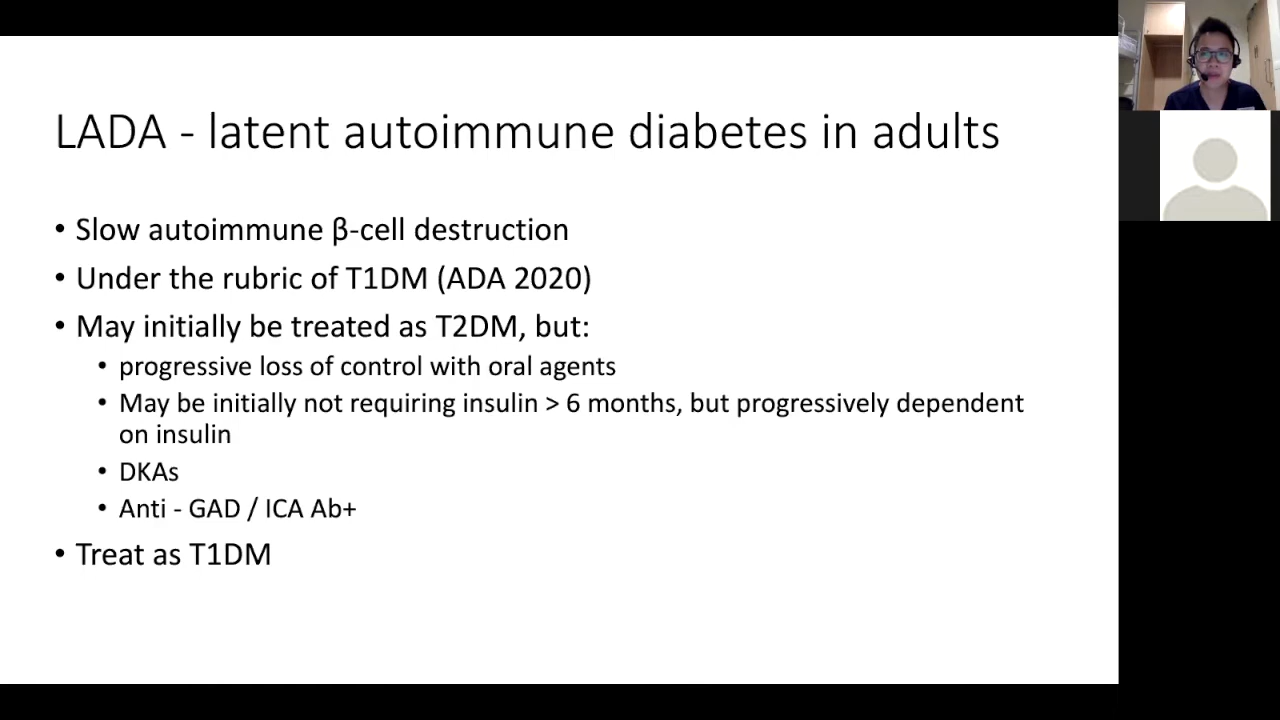 LADA - latent autoimmune diabetes in adults
• Slow autoimmune β-cell destruction
• Under the rubric of T1DM (ADA 2020)
• May initially be treated as T2DM, but:
• progressive loss of control with oral agents
• May be initially not requiring insulin > 6 months, but progressively dependent
on insulin
• DKAs
• Anti - GAD / ICA Ab+
• Treat as T1DM